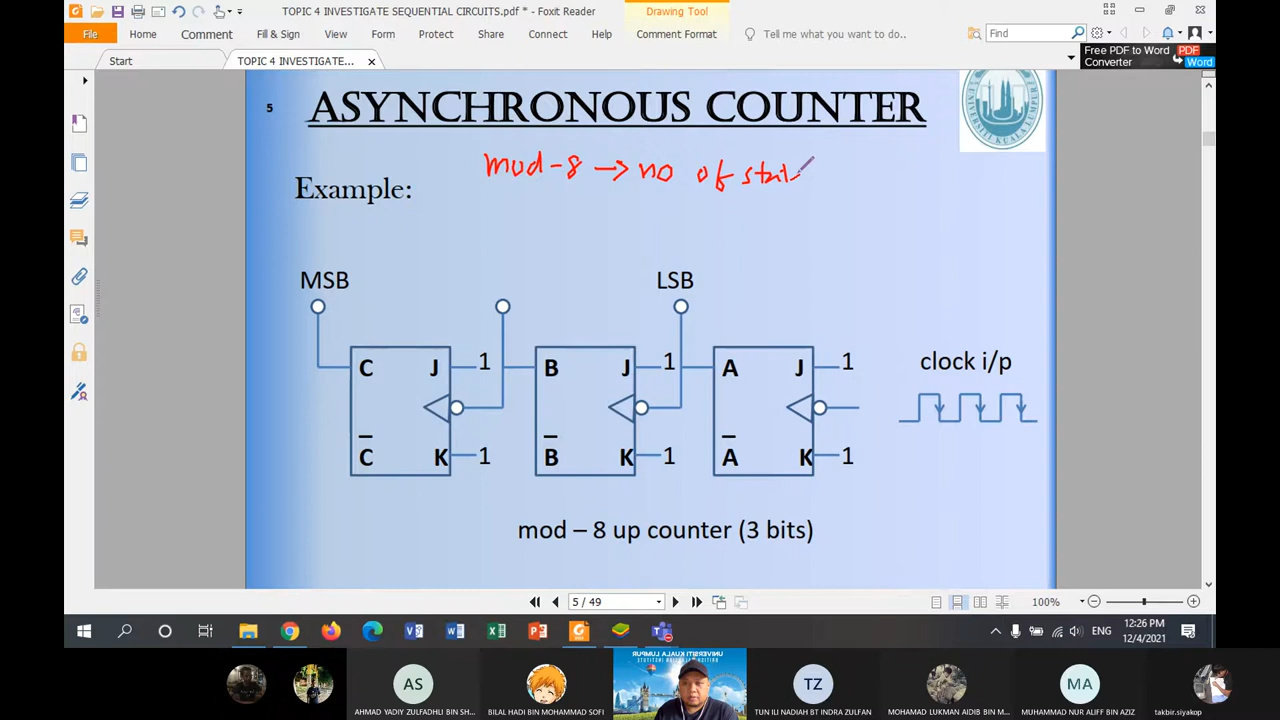 TOPIC 4 INVESTIGATE SEQUENTIAL CIRCUITS.pdf * - Foxit Reader
Drawing Tool
File Home Comment Fill & Sign View Form Protect Share Connect Help Comment Format Tell me what you want to do.. Find
Start TOPIC 4 INVESTIGATE... Free PDF to Word Converter PDF Word
5 ASYNCHRONOUS COUNTER
mod-8 → no of stat
Example:
MSB LSB
C J 1 B J 1 A J 1 clock i/p
C̅ K 1 B̅ K 1 A̅ K 1
mod – 8 up counter (3 bits)
5 / 49 100%
ENG 12:26 PM
12/4/2021
AS TZ MA
AHMAD YADIY ZULFADHLI BIN SH... BILAL HADI BIN MOHAMMAD SOFI TUN ILI NADIAH BT INDRA ZULFAN MOHAMAD LUKMAN AIDIB BIN M... MUHAMMAD NUR ALIFF BIN AZIZ takbir.siyakop